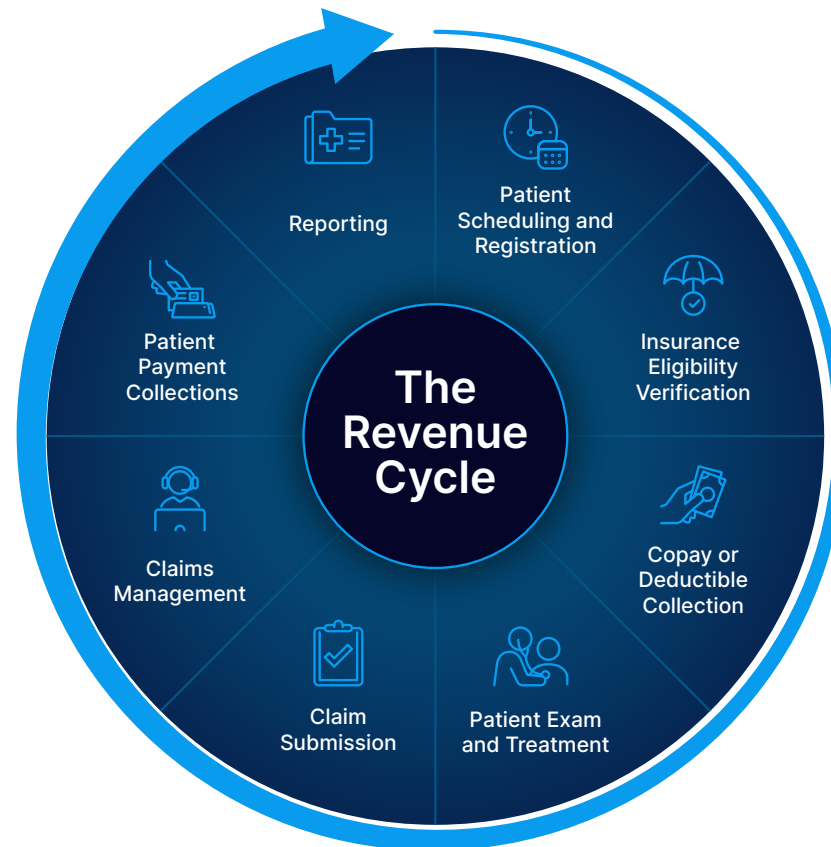 The
Revenue
Cycle
Patient
Scheduling and
Registration
Insurance
Eligibility
Verification
Copay or
Deductible
Collection
Patient Exam
and Treatment
Claim
Submission
Claims
Management
Patient
Payment
Collections
Reporting